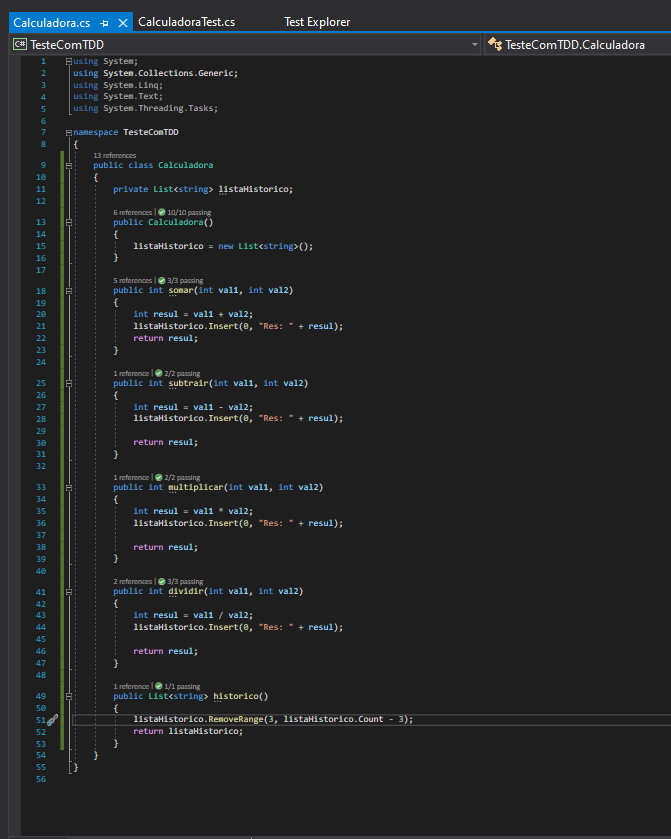 Calculadora.cs
CalculadoraTest.cs
Test Explorer
C# TesteComTDD
TesteComTDD.Calculadora
1 using System;
2 using System.Collections.Generic;
3 using System.Linq;
4 using System.Text;
5 using System.Threading.Tasks;
6
7 namespace TesteComTDD
8 {
13 references
9 public class Calculadora
10 {
11 private List<string> listaHistorico;
12
6 references | 10/10 passing
13 public Calculadora()
14 {
15 listaHistorico = new List<string>();
16 }
17
5 references | 3/3 passing
18 public int somar(int val1, int val2)
19 {
20 int resul = val1 + val2;
21 listaHistorico.Insert(0, "Res: " + resul);
22 return resul;
23 }
24
1 reference | 2/2 passing
25 public int subtrair(int val1, int val2)
26 {
27 int resul = val1 - val2;
28 listaHistorico.Insert(0, "Res: " + resul);
29
30 return resul;
31 }
32
1 reference | 2/2 passing
33 public int multiplicar(int val1, int val2)
34 {
35 int resul = val1 * val2;
36 listaHistorico.Insert(0, "Res: " + resul);
37
38 return resul;
39 }
40
2 references | 3/3 passing
41 public int dividir(int val1, int val2)
42 {
43 int resul = val1 / val2;
44 listaHistorico.Insert(0, "Res: " + resul);
45
46 return resul;
47 }
48
1 reference | 1/1 passing
49 public List<string> historico()
50 {
51 listaHistorico.RemoveRange(3, listaHistorico.Count - 3);
52 return listaHistorico;
53 }
54 }
55 }
56